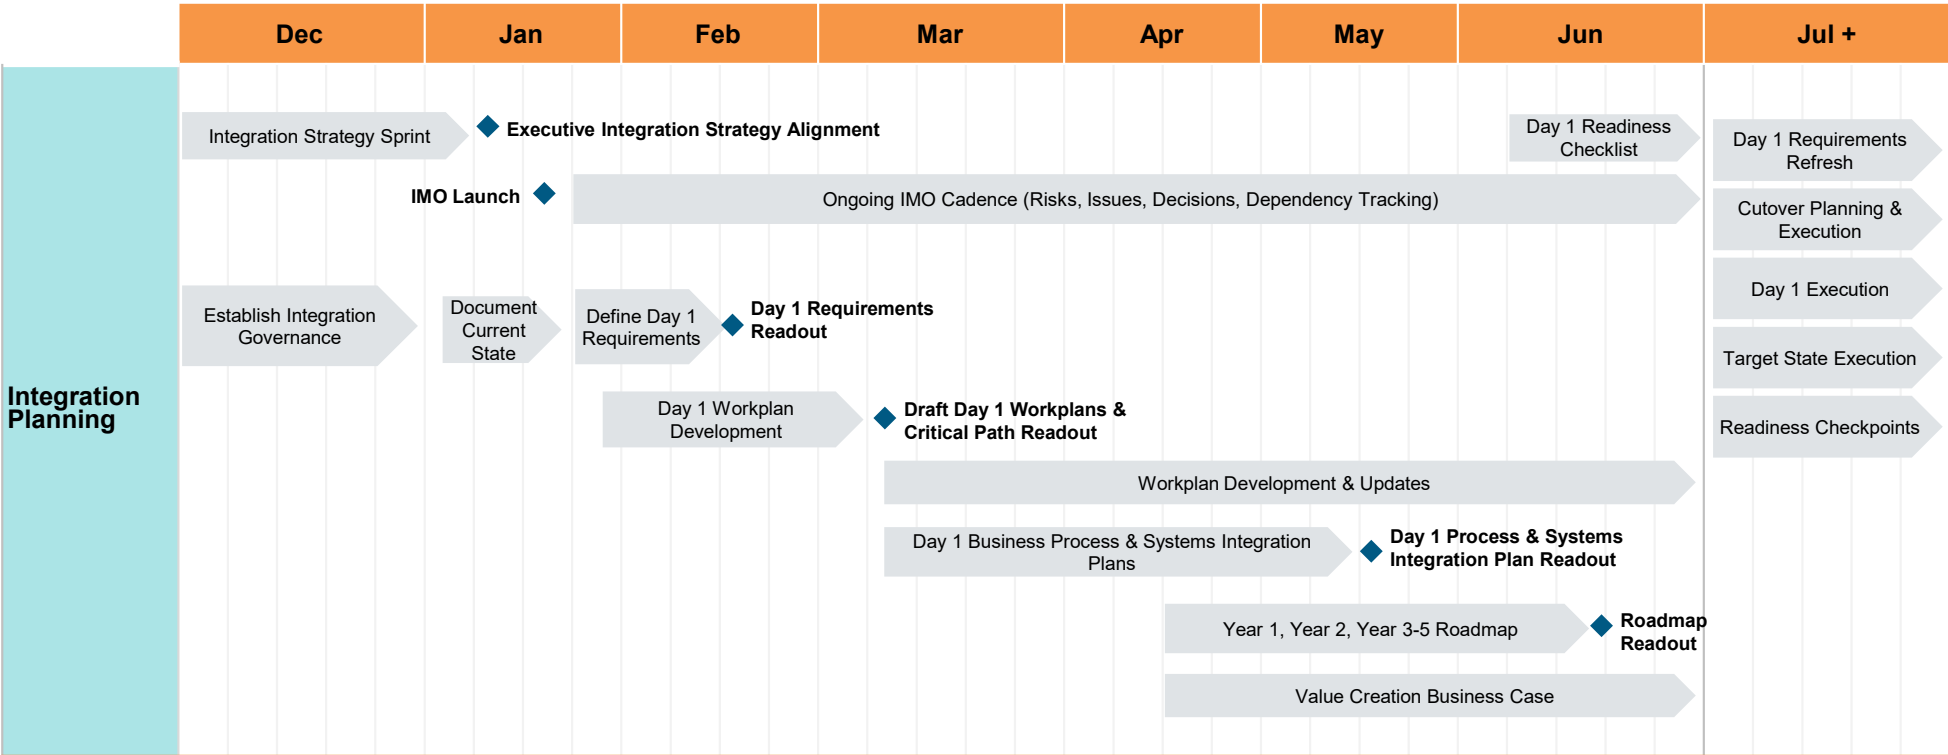 Dec
Jan
Feb
Mar
Apr
May
Jun
Jul +
Integration
Planning
Integration Strategy Sprint
Executive Integration Strategy Alignment
Day 1 Readiness
Checklist
Day 1 Requirements
Refresh
IMO Launch
Ongoing IMO Cadence (Risks, Issues, Decisions, Dependency Tracking)
Cutover Planning &
Execution
Establish Integration
Governance
Document
Current
State
Define Day 1
Requirements
Day 1 Requirements
Readout
Day 1 Execution
Target State Execution
Day 1 Workplan
Development
Draft Day 1 Workplans &
Critical Path Readout
Readiness Checkpoints
Workplan Development & Updates
Day 1 Business Process & Systems Integration
Plans
Day 1 Process & Systems
Integration Plan Readout
Year 1, Year 2, Year 3-5 Roadmap
Roadmap
Readout
Value Creation Business Case